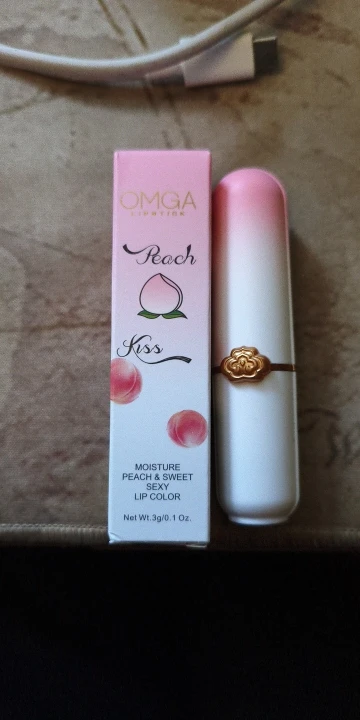 OMGA
LIPSTICK
Peach
Kiss
MOISTURE
PEACH & SWEET
SEXY
LIP COLOR
Net Wt.3g/0.1 Oz.